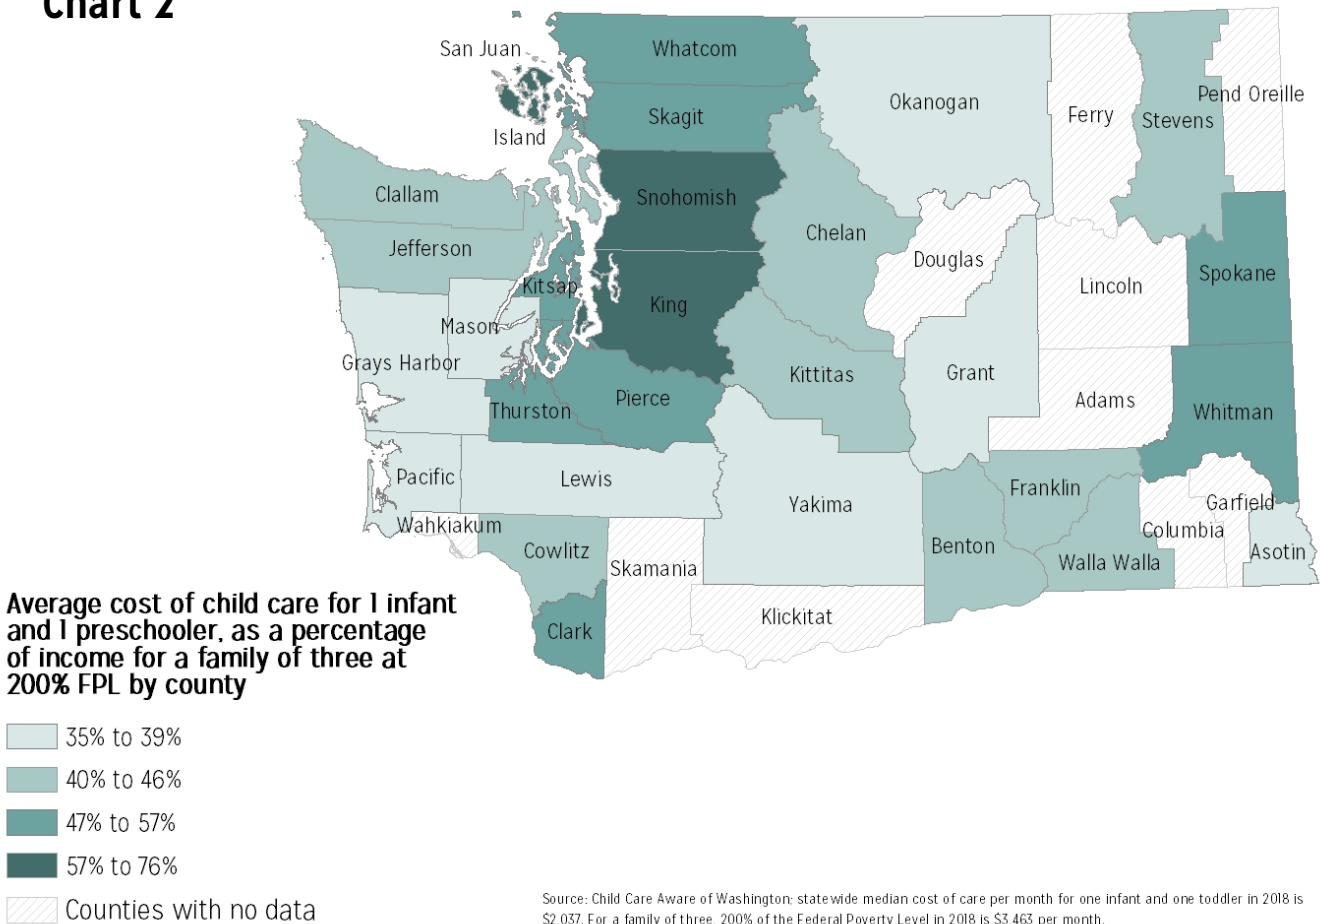 Chart 2
San Juan
Whatcom
Okanogan
Ferry
Stevens
Pend Oreille
Skagit
Island
Snohomish
Clallam
Chelan
Jefferson
Douglas
Spokane
Lincoln
Kitsap
King
Mason
Grays Harbor
Kittitas
Grant
Pierce
Adams
Thurston
Whitman
Pacific
Lewis
Yakima
Franklin
Garfield
Wahkiakum
Columbia
Cowlitz
Benton
Asotin
Walla Walla
Skamania
Klickitat
Clark
Average cost of child care for 1 infant
and 1 preschooler, as a percentage
of income for a family of three at
200% FPL by county
35% to 39%
40% to 46%
47% to 57%
57% to 76%
Counties with no data
Source: Child Care Aware of Washington; statewide median cost of care per month for one infant and one toddler in 2018 is
$2,037. For a family of three, 200% of the Federal Poverty Level in 2018 is $3,463 per month.